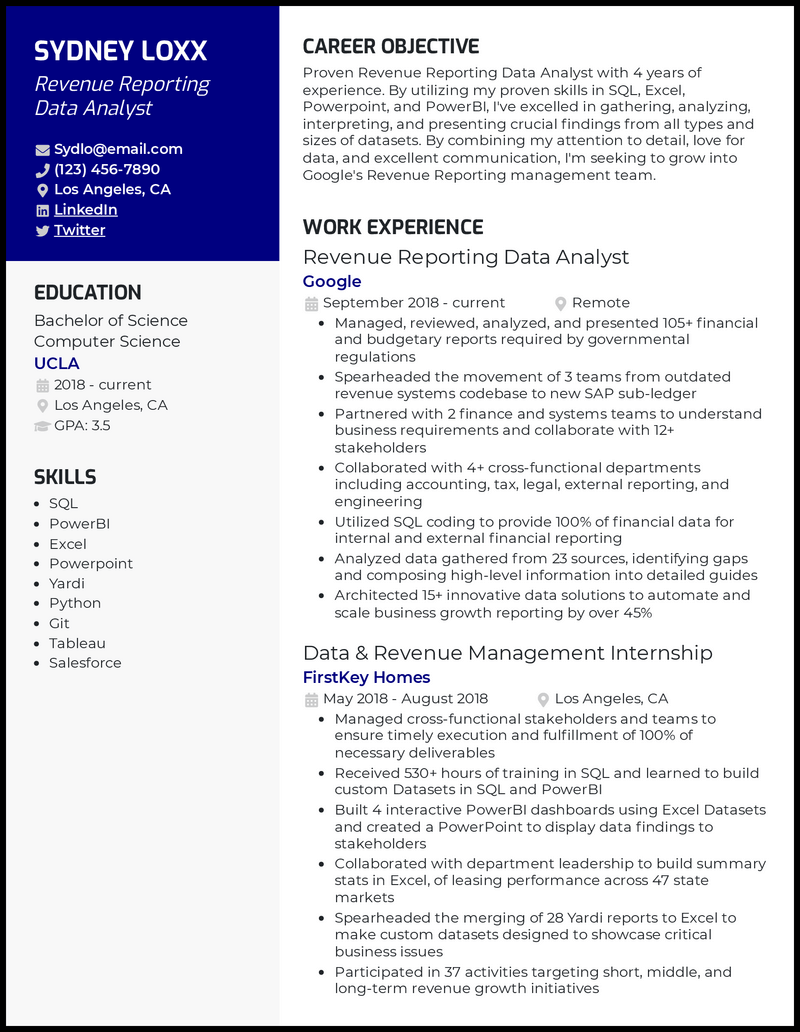 SYDNEY LOXX
Revenue Reporting
Data Analyst
Sydlo@email.com
(123) 456-7890
Los Angeles, CA
LinkedIn
Twitter
EDUCATION
Bachelor of Science
Computer Science
UCLA
2018 - current
Los Angeles, CA
GPA: 3.5
SKILLS
SQL
PowerBI
Excel
Powerpoint
Yardi
Python
Git
Tableau
Salesforce
CAREER OBJECTIVE
Proven Revenue Reporting Data Analyst with 4 years of
experience. By utilizing my proven skills in SQL, Excel,
Powerpoint, and PowerBI, I've excelled in gathering, analyzing,
interpreting, and presenting crucial findings from all types and
sizes of datasets. By combining my attention to detail, love for
data, and excellent communication, I'm seeking to grow into
Google's Revenue Reporting management team.
WORK EXPERIENCE
Revenue Reporting Data Analyst
Google
September 2018 - current Remote
• Managed, reviewed, analyzed, and presented 105+ financial
and budgetary reports required by governmental
regulations
• Spearheaded the movement of 3 teams from outdated
revenue systems codebase to new SAP sub-ledger
• Partnered with 2 finance and systems teams to understand
business requirements and collaborate with 12+
stakeholders
• Collaborated with 4+ cross-functional departments
including accounting, tax, legal, external reporting, and
engineering
• Utilized SQL coding to provide 100% of financial data for
internal and external financial reporting
• Analyzed data gathered from 23 sources, identifying gaps
and composing high-level information into detailed guides
• Architected 15+ innovative data solutions to automate and
scale business growth reporting by over 45%
Data & Revenue Management Internship
FirstKey Homes
May 2018 - August 2018 Los Angeles, CA
• Managed cross-functional stakeholders and teams to
ensure timely execution and fulfillment of 100% of
necessary deliverables
• Received 530+ hours of training in SQL and learned to build
custom Datasets in SQL and PowerBI
• Built 4 interactive PowerBI dashboards using Excel Datasets
and created a PowerPoint to display data findings to
stakeholders
• Collaborated with department leadership to build summary
stats in Excel, of leasing performance across 47 state
markets
• Spearheaded the merging of 28 Yardi reports to Excel to
make custom datasets designed to showcase critical
business issues
• Participated in 37 activities targeting short, middle, and
long-term revenue growth initiatives